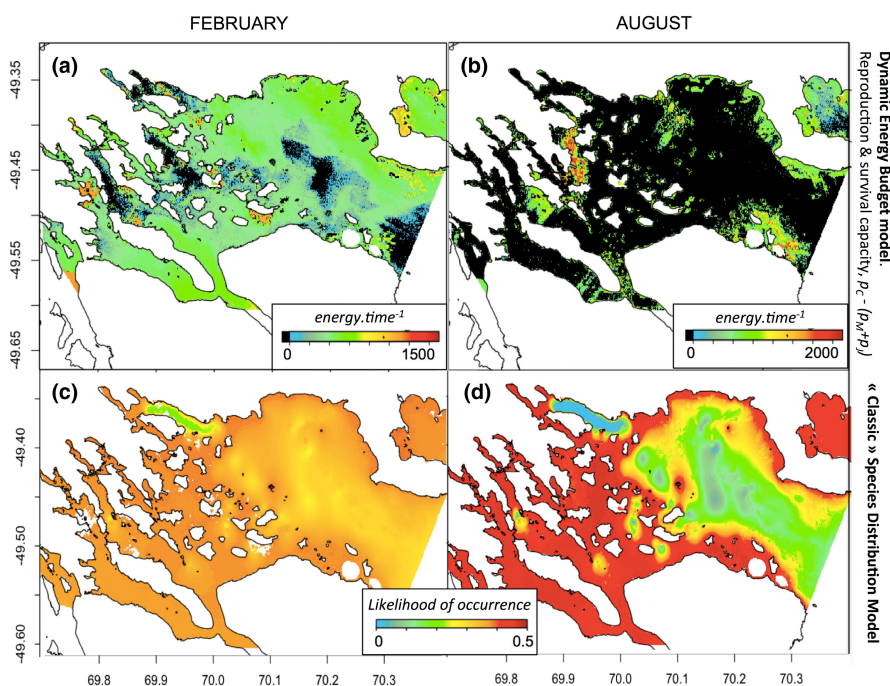 FEBRUARY
AUGUST
(a)
(b)
-49.35
-49.45
-49.55
-49.65
energy.time-1
0
1500
energy.time-1
0
2000
Dynamic Energy Budget model.
Reproduction & survival capacity, pC - (pM+pJ)
(c)
(d)
-49.40
-49.50
-49.60
Likelihood of occurrence
0
0.5
« Classic » Species Distribution Model
69.8
69.9
70.0
70.1
70.2
70.3
69.8
69.9
70.0
70.1
70.2
70.3